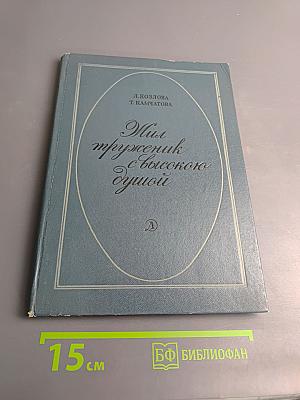 Л. КОЗЛОВА
Т. КАМЧАТОВА
Жил
труженик
с высокою
душой
Д
15 см
БФ БИБЛИОФАН